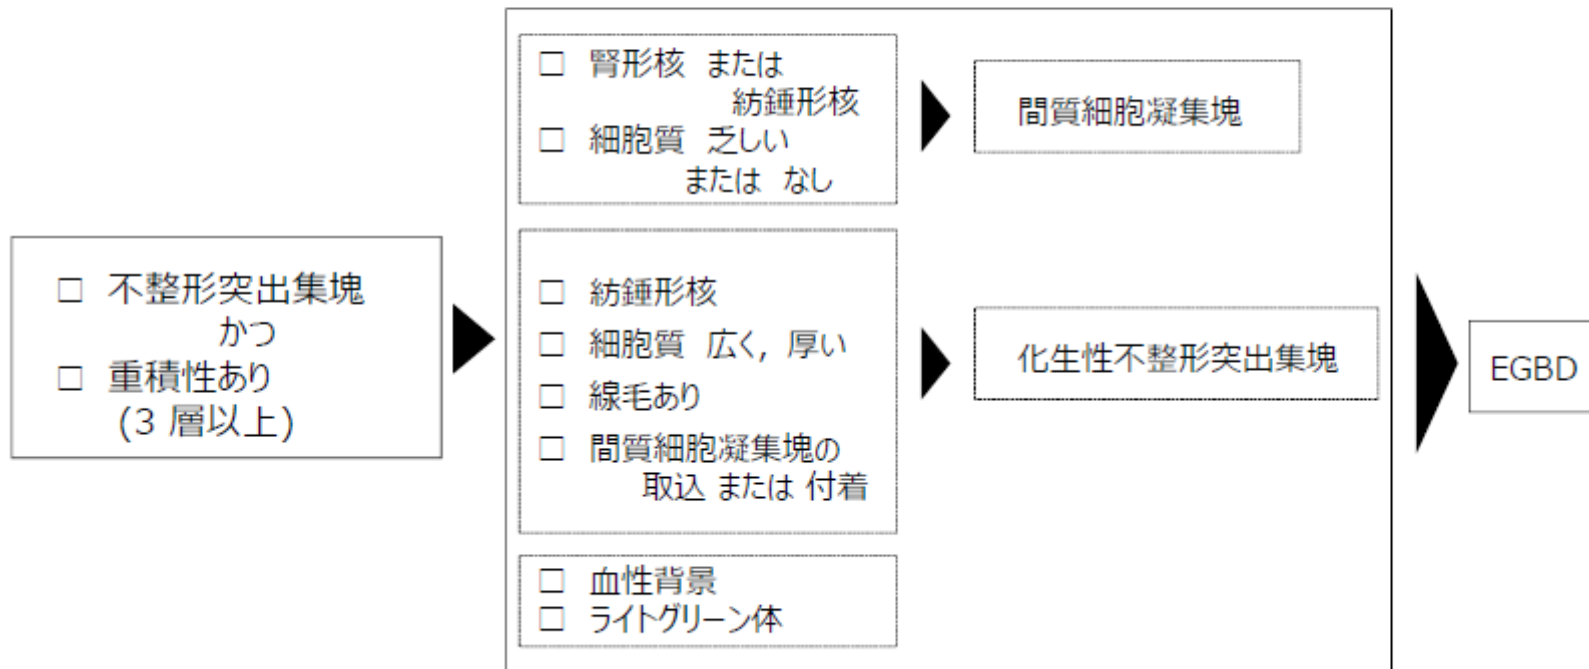 □ 不整形突出集塊
かつ
□ 重積性あり
(3 層以上)
□ 腎形核 または
紡錘形核
□ 細胞質 乏しい
または なし
間質細胞凝集塊
□ 紡錘形核
□ 細胞質 広く, 厚い
□ 線毛あり
□ 間質細胞凝集塊の
取込 または 付着
化生性不整形突出集塊
□ 血性背景
□ ライトグリーン体
EGBD